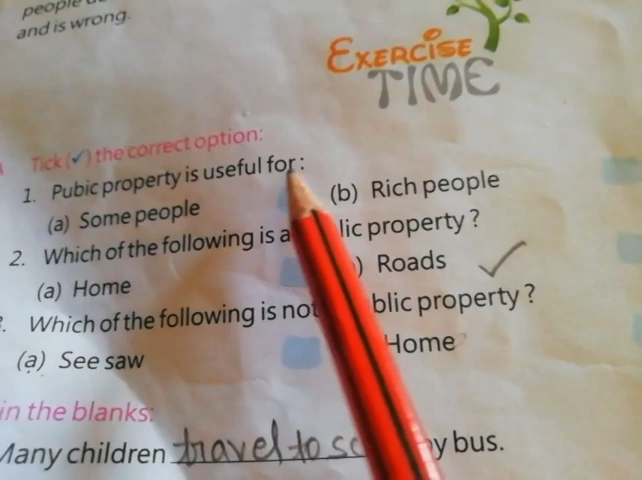 people
and is wrong.
EXERCISE
TIME
Tick (✓) the correct option:
1. Pubic property is useful for:
(a) Some people (b) Rich people
2. Which of the following is a lic property ?
(a) Home ) Roads ✓
. Which of the following is not blic property ?
(a) See saw Home
in the blanks:
Many children travel to sc y bus.